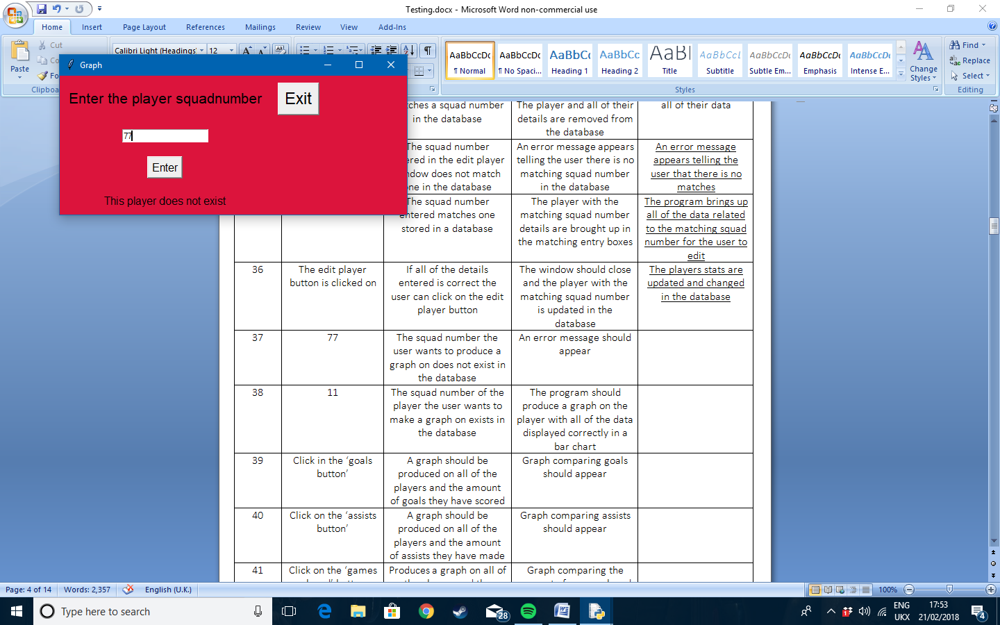 Testing.docx - Microsoft Word non-commercial use
Home Insert Page Layout References Mailings Review View Add-Ins
Paste
Cut
Clipb
Calibri Light (Headings 12
AaBbCcDc AaBbCcDc AaBbCc AaBbCc AaBl AaBbCcL AaBbCcDc AaBbCcDc AaBbCcDc
¶ Normal ¶ No Spaci... Heading 1 Heading 2 Title Subtitle Subtle Em... Emphasis Intense E...
Change
Styles
Styles
Find
Replace
Select
Editing
Graph
Enter the player squadnumber
Exit
77
Enter
This player does not exist
ches a squad number
in the database
The player and all of their
details are removed from
the database
all of their data
The squad number
ered in the edit player
ndow does not match
one in the database
An error message appears
telling the user there is no
matching squad number
in the database
An error message
appears telling the
user that there is no
matches
The squad number
entered matches one
stored in a database
The player with the
matching squad number
details are brought up in
the matching entry boxes
The program brings up
all of the data related
to the matching squad
number for the user to
edit
36
The edit player
button is clicked on
If all of the details
entered is correct the
user can click on the edit
player button
The window should close
and the player with the
matching squad number
is updated in the
database
The players stats are
updated and changed
in the database
37
77
The squad number the
user wants to produce a
graph on does not exist in
the database
An error message should
appear
38
11
The squad number of the
player the user wants to
make a graph on exists in
the database
The program should
produce a graph on the
player with all of the data
displayed correctly in a
bar chart
39
Click in the ‘goals
button’
A graph should be
produced on all of the
players and the amount
of goals they have scored
Graph comparing goals
should appear
40
Click on the ‘assists
button’
A graph should be
produced on all of the
players and the amount
of assists they have made
Graph comparing assists
should appear
41
Click on the ‘games
Produces a graph on all of
Graph comparing the
Page: 4 of 14 Words: 2,357 English (U.K.) 100%
Type here to search
28
ENG
UKX
17:53
21/02/2018
4